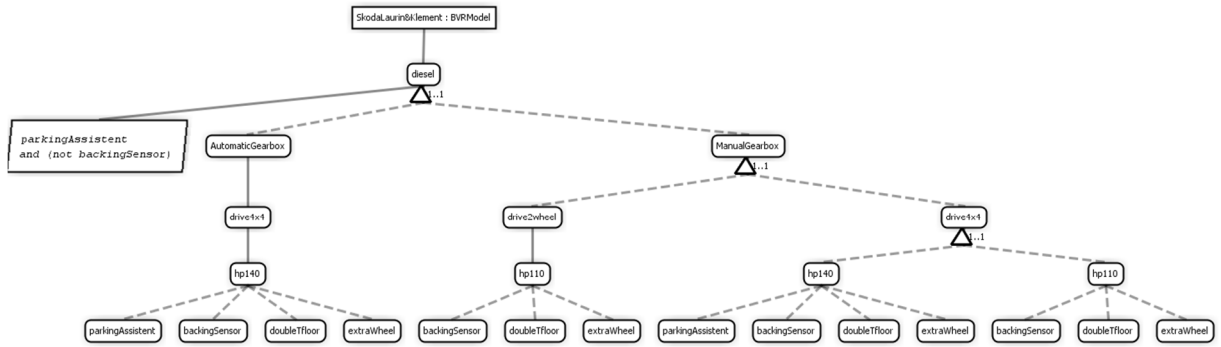 SkodaLaurin&Klement : BVRModel
diesel
1..1
parkingAssistent
and (not backingSensor)
AutomaticGearbox
ManualGearbox
1..1
drive4x4
drive2wheel
drive4x4
1..1
hp140
hp110
hp140
hp110
parkingAssistent
backingSensor
doubleTfloor
extraWheel
backingSensor
doubleTfloor
extraWheel
parkingAssistent
backingSensor
doubleTfloor
extraWheel
backingSensor
doubleTfloor
extraWheel